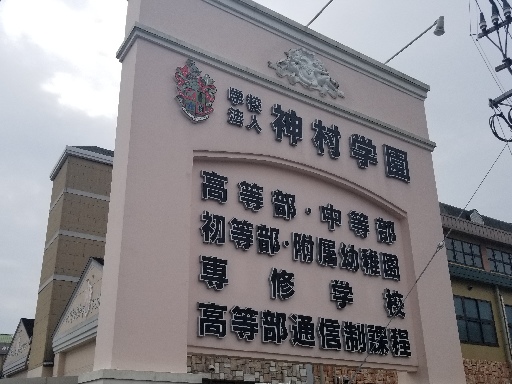 学校
法人 神村学園
高等部・中等部
初等部・附属幼稚園
専修学校
高等部通信制課程